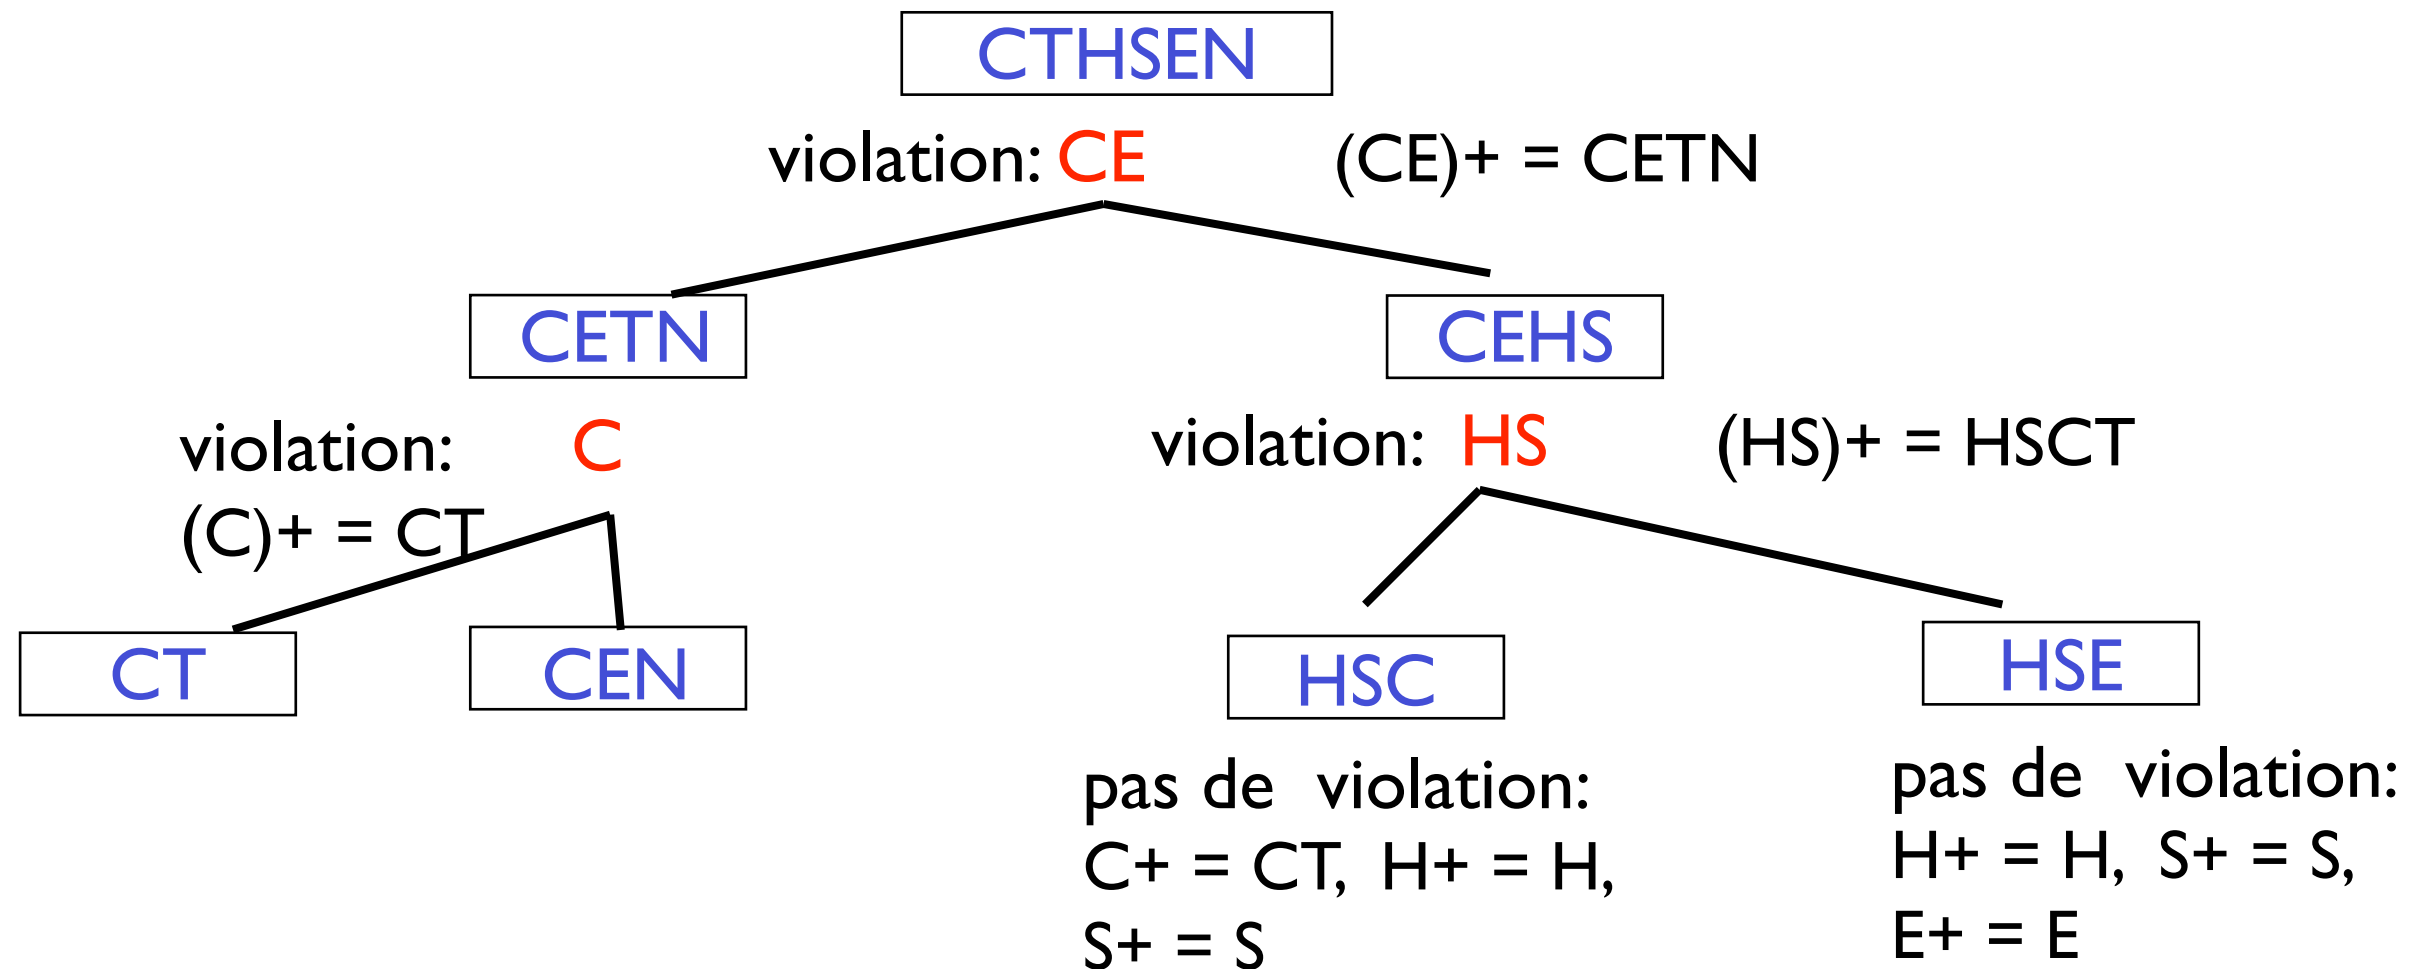 CTHSEN
violation: CE (CE)+ = CETN
CETN CEHS
violation: C violation: HS (HS)+ = HSCT
(C)+ = CT
CT CEN HSC HSE
pas de violation: pas de violation:
C+ = CT, H+ = H, H+ = H, S+ = S,
S+ = S E+ = E